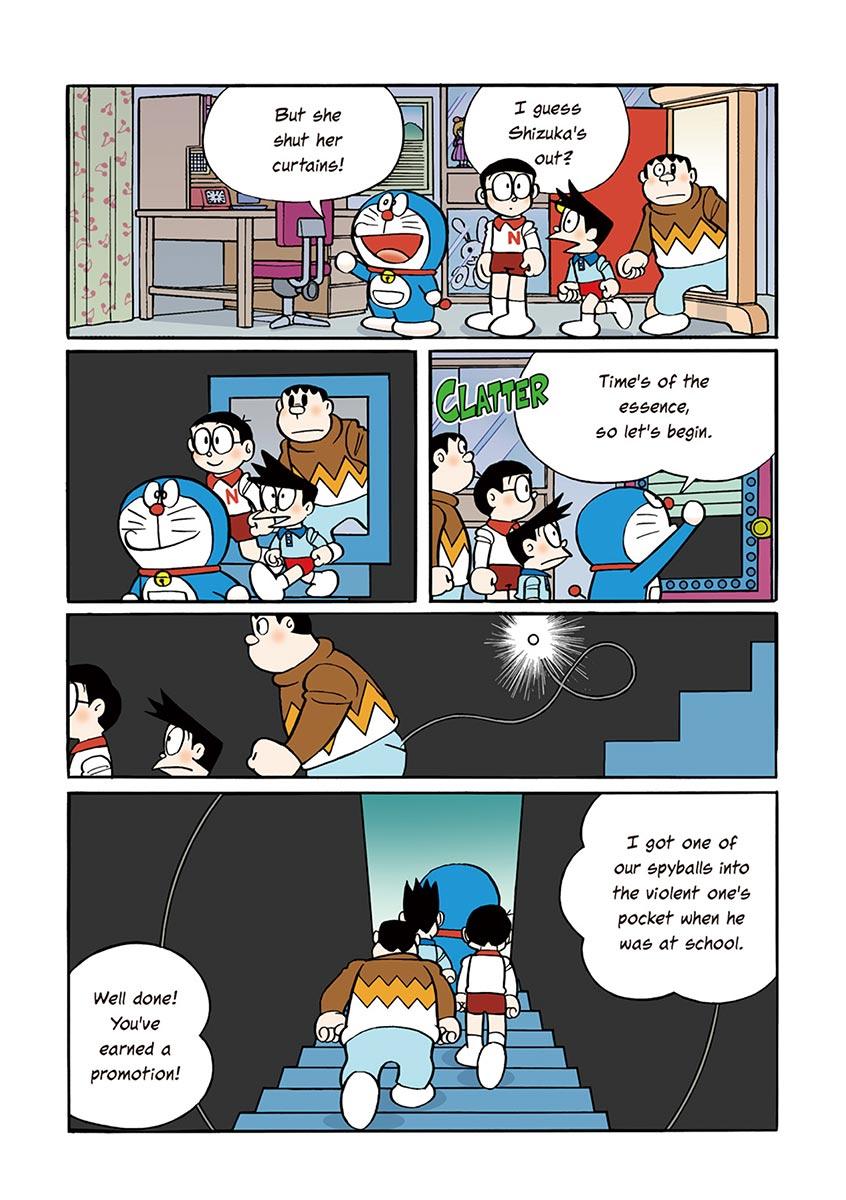 I guess
Shizuka's
out?
But she
shut her
curtains!
N
N
CLATTER
Time's of the
essence,
so let's begin.
I got one of
our spyballs into
the violent one's
pocket when he
was at school.
Well done!
You've
earned a
promotion!